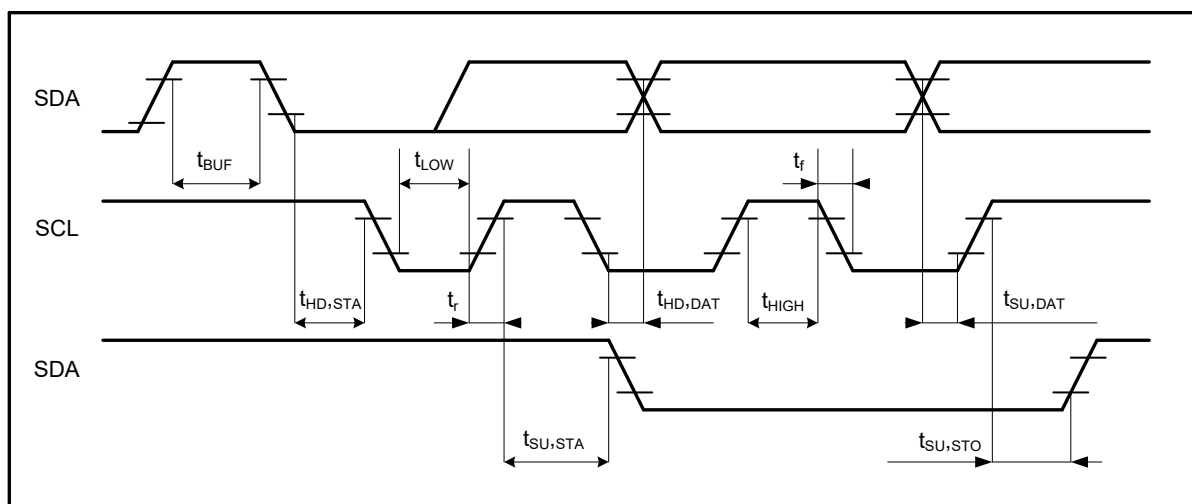 SDA
tBUF
tLOW
tf
SCL
tHD,STA
tr
tHD,DAT
tHIGH
tSU,DAT
SDA
tSU,STA
tSU,STO